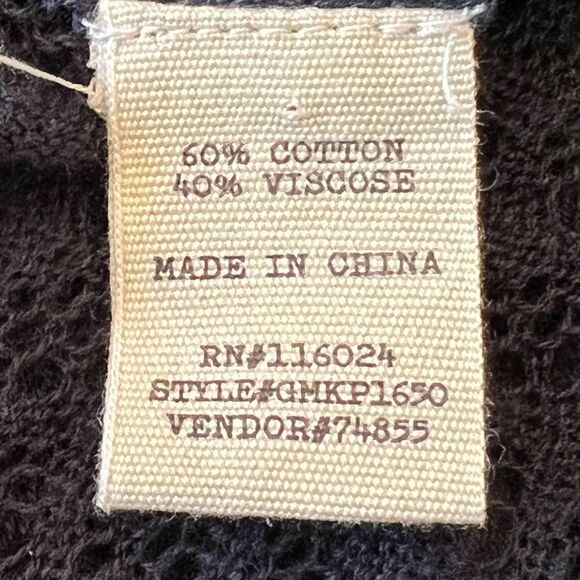 60% COTTON
40% VISCOSE
MADE IN CHINA
RN#116024
STYLE#GMKP1650
VENDOR#74855